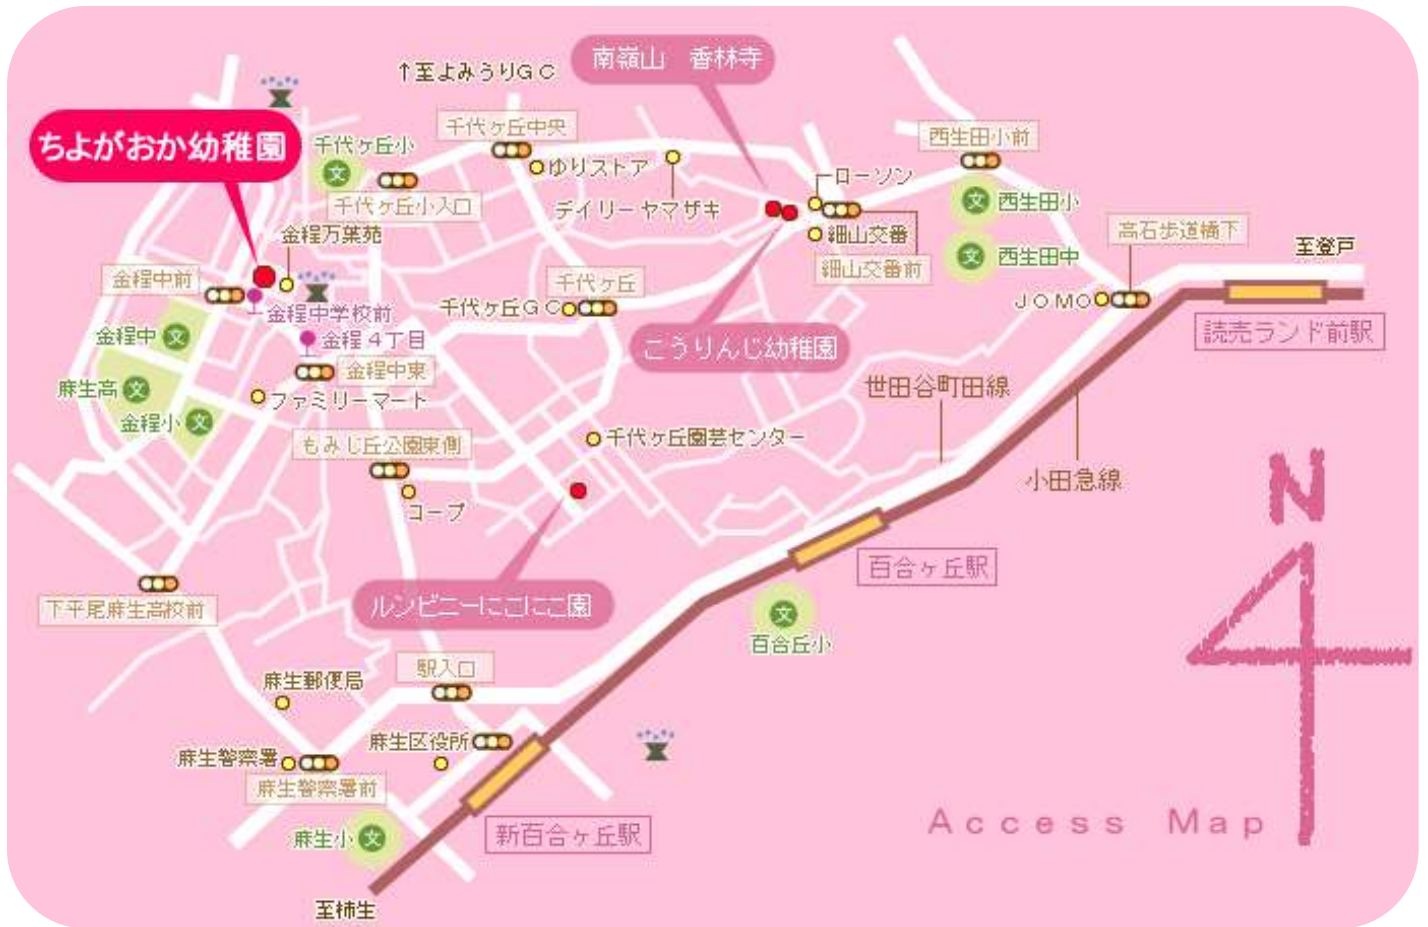 ↑至よみうりGC
南嶺山　香林寺
ちよがおか幼稚園
千代ヶ丘小
千代ヶ丘中央
西生田小前
ゆりストア
ローソン
千代ヶ丘小入口
デイリーヤマザキ
西生田小
金程万葉苑
細山交番
高石歩道橋下
至登戸
金程中前
千代ヶ丘
細山交番前
西生田中
金程中学校前
千代ヶ丘GC
JOMO
金程中
金程4丁目
こうりんじ幼稚園
読売ランド前駅
金程中東
麻生高
ファミリーマート
世田谷町田線
金程小
もみじ丘公園東側
千代ヶ丘園芸センター
小田急線
N
コープ
百合ヶ丘駅
下平尾麻生高校前
ルンビニーにこにこ園
百合丘小
駅入口
麻生郵便局
麻生警察署
麻生区役所
麻生警察署前
Access Map
麻生小
新百合ヶ丘駅
至柿生
文
文
文
文
文
文
文
文